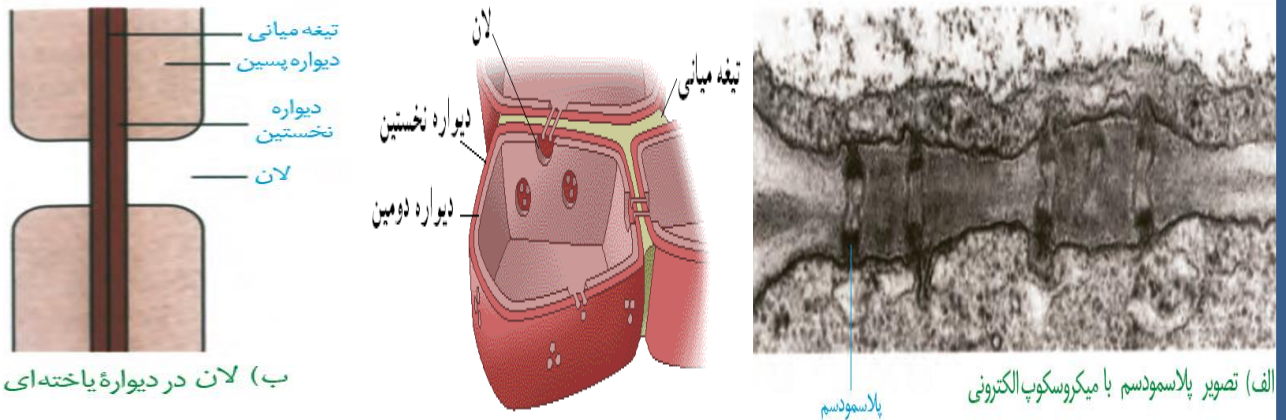 تیغه میانی
دیواره پسین
دیواره
نخستین
لان
ب) لان در دیوارهٔ یاخته‌ای
لان
تیغه میانی
دیواره نخستین
دیواره دومین
پلاسمودسم
الف) تصویر پلاسمودسم با میکروسکوپ الکترونی